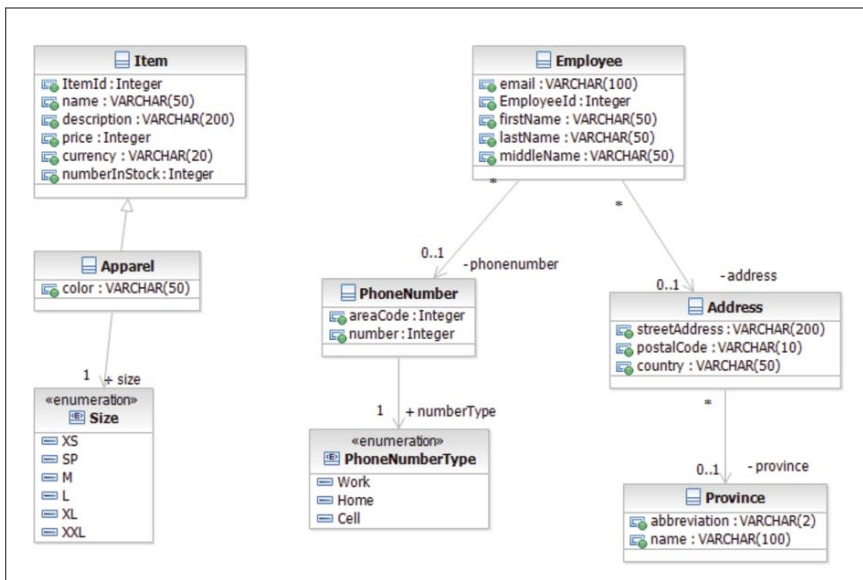 Item
ItemId : Integer
name : VARCHAR(50)
description : VARCHAR(200)
price : Integer
currency : VARCHAR(20)
numberInStock : Integer
Apparel
color : VARCHAR(50)
1
+ size
«enumeration»
Size
XS
SP
M
L
XL
XXL
Employee
email : VARCHAR(100)
EmployeeId : Integer
firstName : VARCHAR(50)
lastName : VARCHAR(50)
middleName : VARCHAR(50)
*
*
0..1
- phonenumber
PhoneNumber
areaCode : Integer
number : Integer
1
+ numberType
«enumeration»
PhoneNumberType
Work
Home
Cell
0..1
- address
Address
streetAddress : VARCHAR(200)
postalCode : VARCHAR(10)
country : VARCHAR(50)
*
0..1
- province
Province
abbreviation : VARCHAR(2)
name : VARCHAR(100)